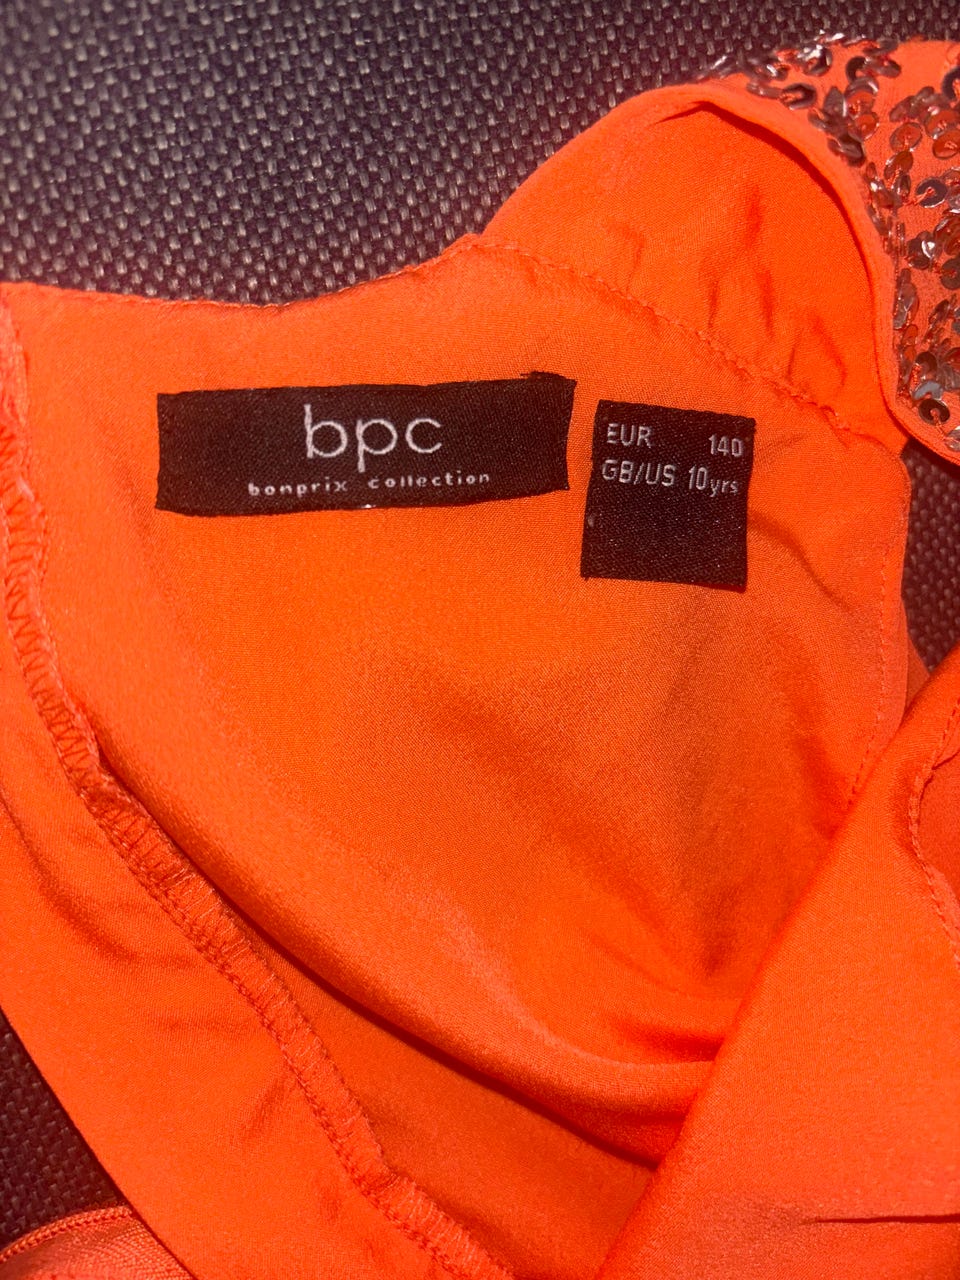 bpc
bonprix collection
EUR 140
GB/US 10yrs